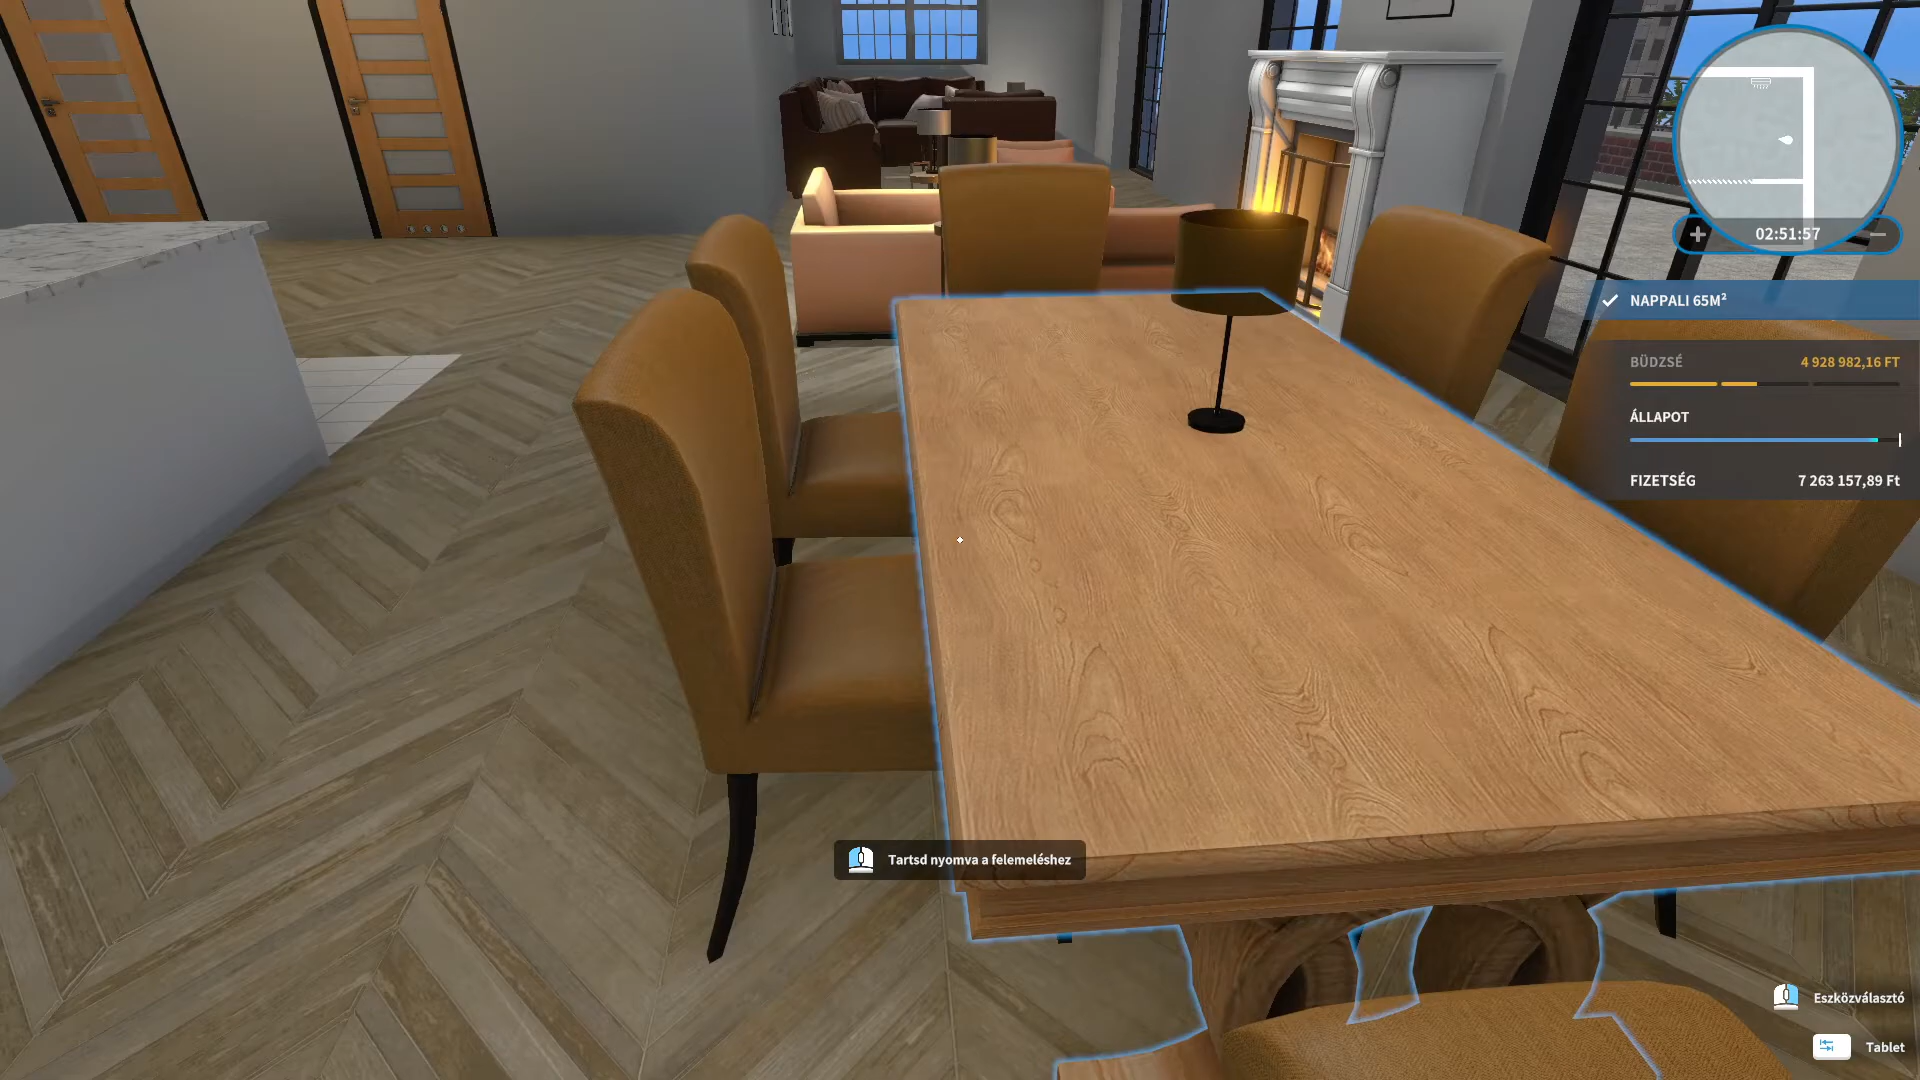 02:51:57
NAPPALI 65M²
BÜDZSÉ 4 928 982,16 FT
ÁLLAPOT
FIZETSÉG 7 263 157,89 Ft
Tartsd nyomva a felemeléshez
Eszközválasztó
Tablet